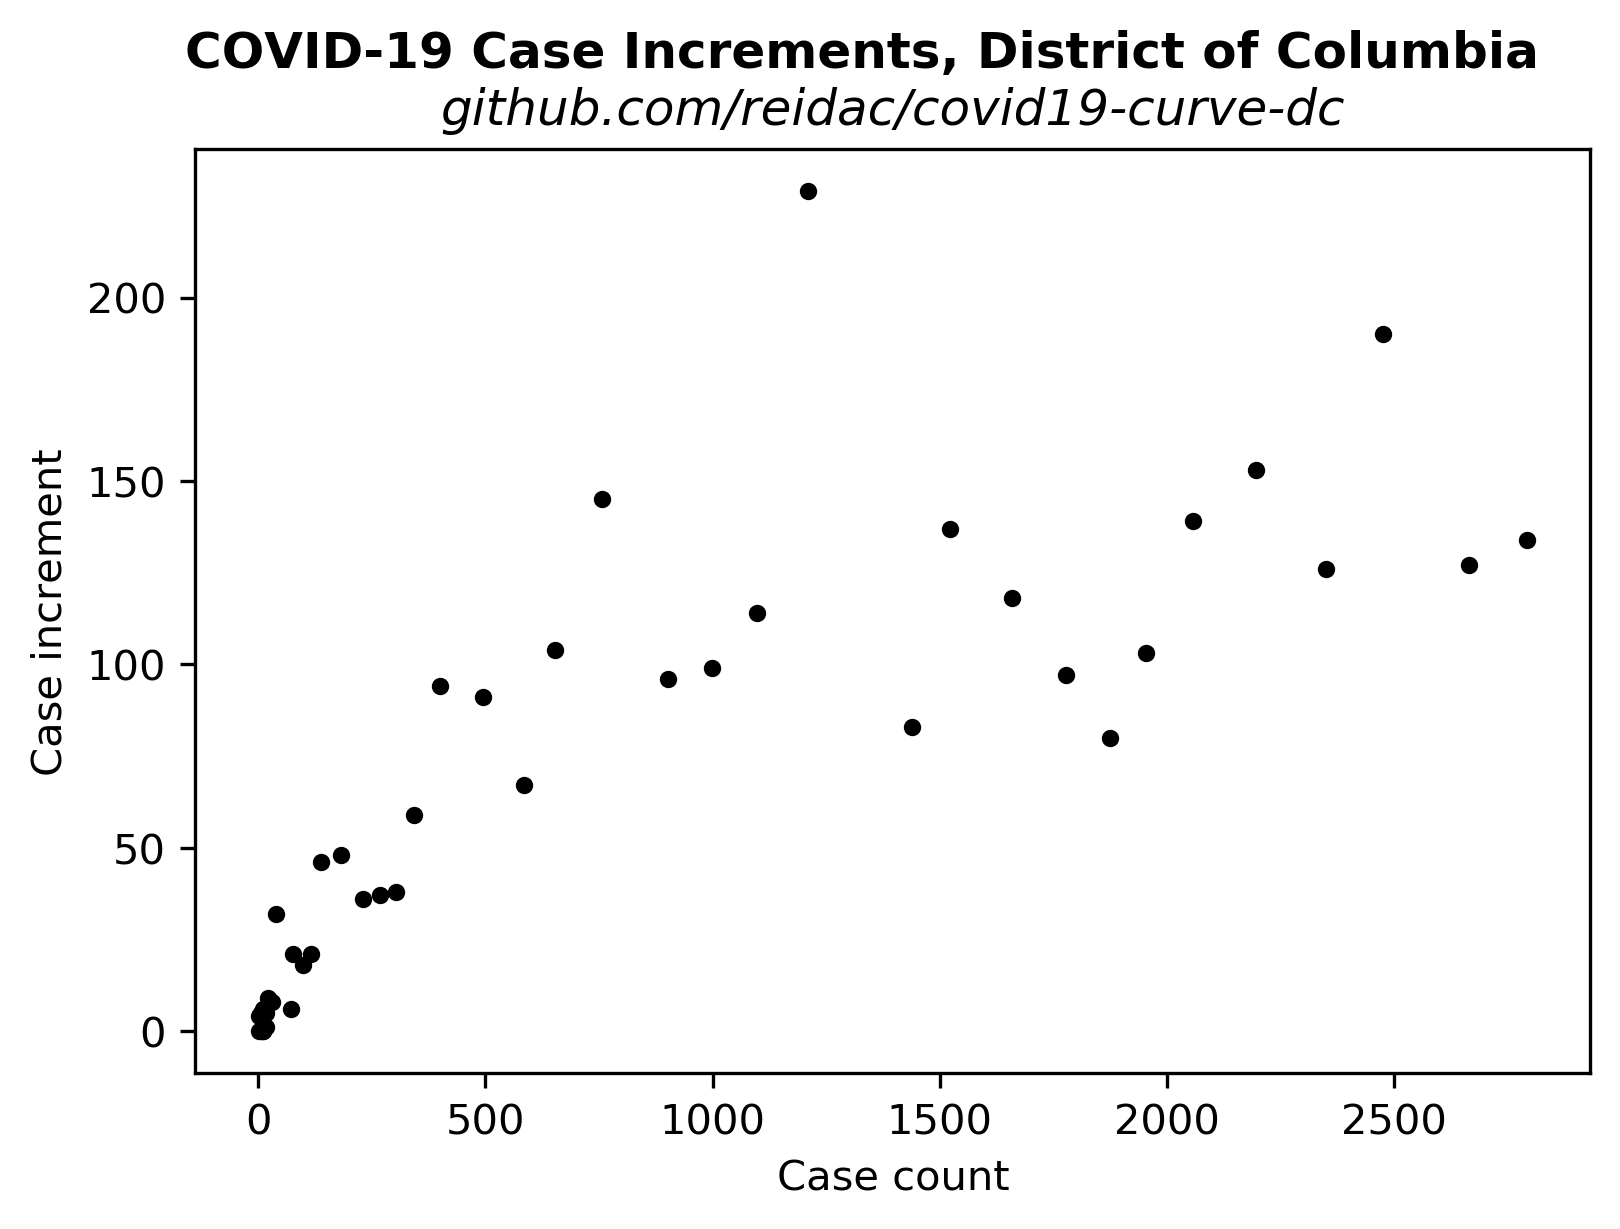 COVID-19 Case Increments, District of Columbia
github.com/reidac/covid19-curve-dc
200
150
100
50
0
Case increment
0 500 1000 1500 2000 2500
Case count